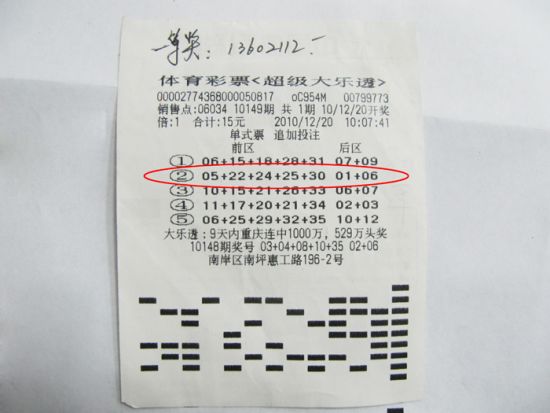 一等奖：13602112.
体育彩票<超级大乐透>
00002774368000050817 oC954M 00799773
销售点:06034 10149期 共 1期 10/12/20开奖
倍:1 合计:15元 2010/12/20 10:07:41
单式票 追加投注
前区 后区
① 06+15+18+28+31 07+09
② 05+22+24+25+30 01+06
③ 10+15+21+28+33 06+07
④ 11+17+20+21+34 02+03
⑤ 06+25+29+32+35 10+12
大乐透：9天内重庆连中1000万，529万头奖
10148期奖号 03+04+08+10+35 02+06
南岸区南坪惠工路196-2号